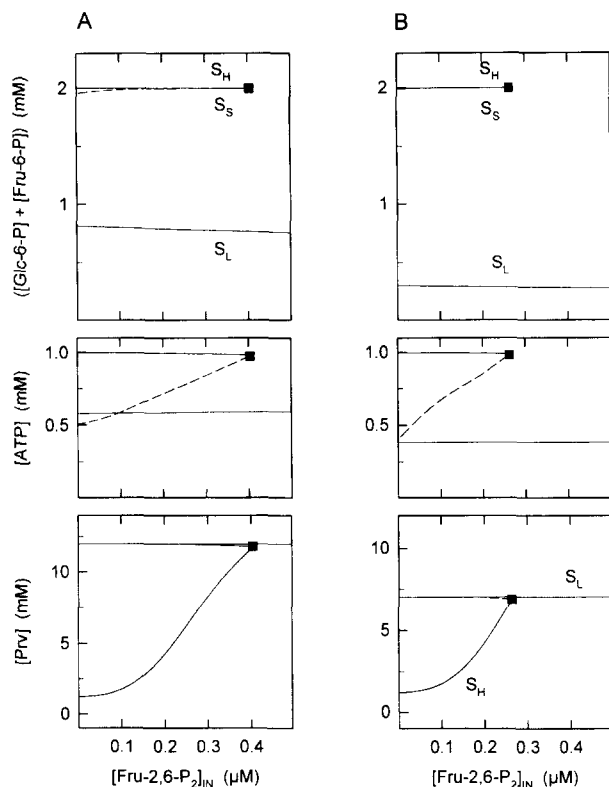 A
B
([Glc-6-P] + [Fru-6-P]) (mM)
2
1
S_H
S_S
S_L
2
1
S_H
S_S
S_L
[ATP] (mM)
1.0
0.5
1.0
0.5
[Prv] (mM)
10
5
0
10
5
0
S_L
S_H
0.1 0.2 0.3 0.4
0.1 0.2 0.3 0.4
[Fru-2,6-P₂]_IN (μM)
[Fru-2,6-P₂]_IN (μM)